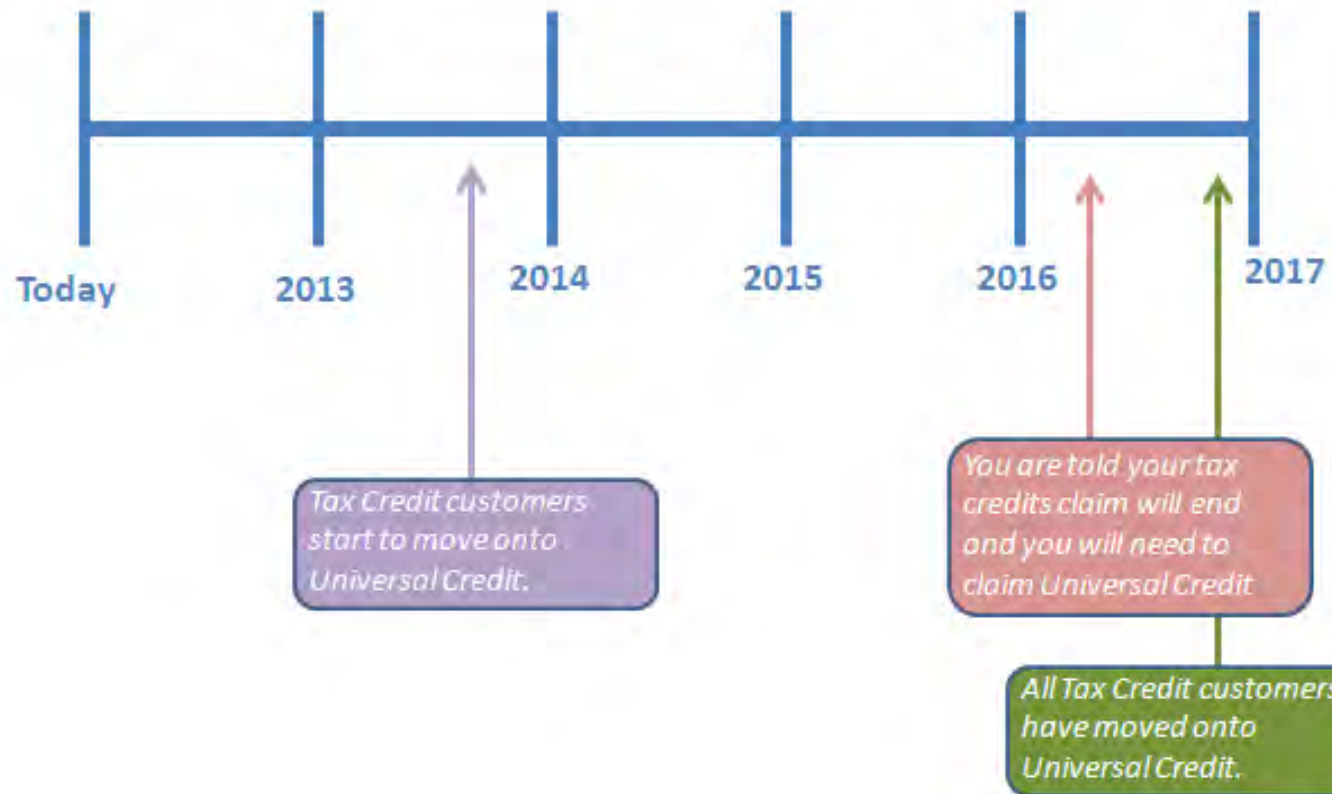 Today
2013
2014
2015
2016
2017
Tax Credit customers
start to move onto
Universal Credit.
You are told your tax
credits claim will end
and you will need to
claim Universal Credit
All Tax Credit customers
have moved onto
Universal Credit.